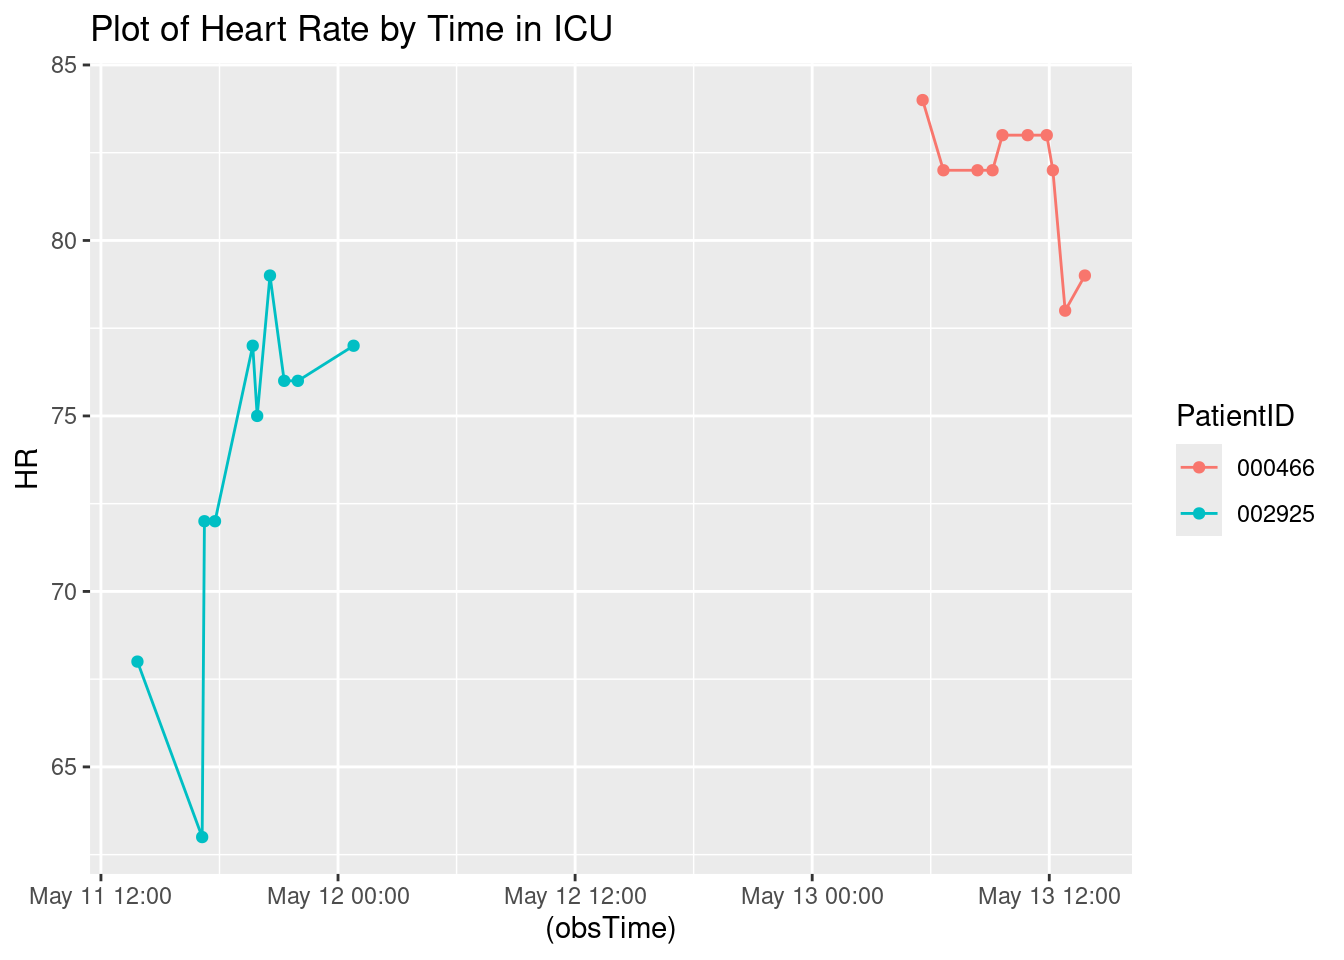 Plot of Heart Rate by Time in ICU
85
80
75
70
65
HR
May 11 12:00
May 12 00:00
May 12 12:00
May 13 00:00
May 13 12:00
(obsTime)
PatientID
000466
002925